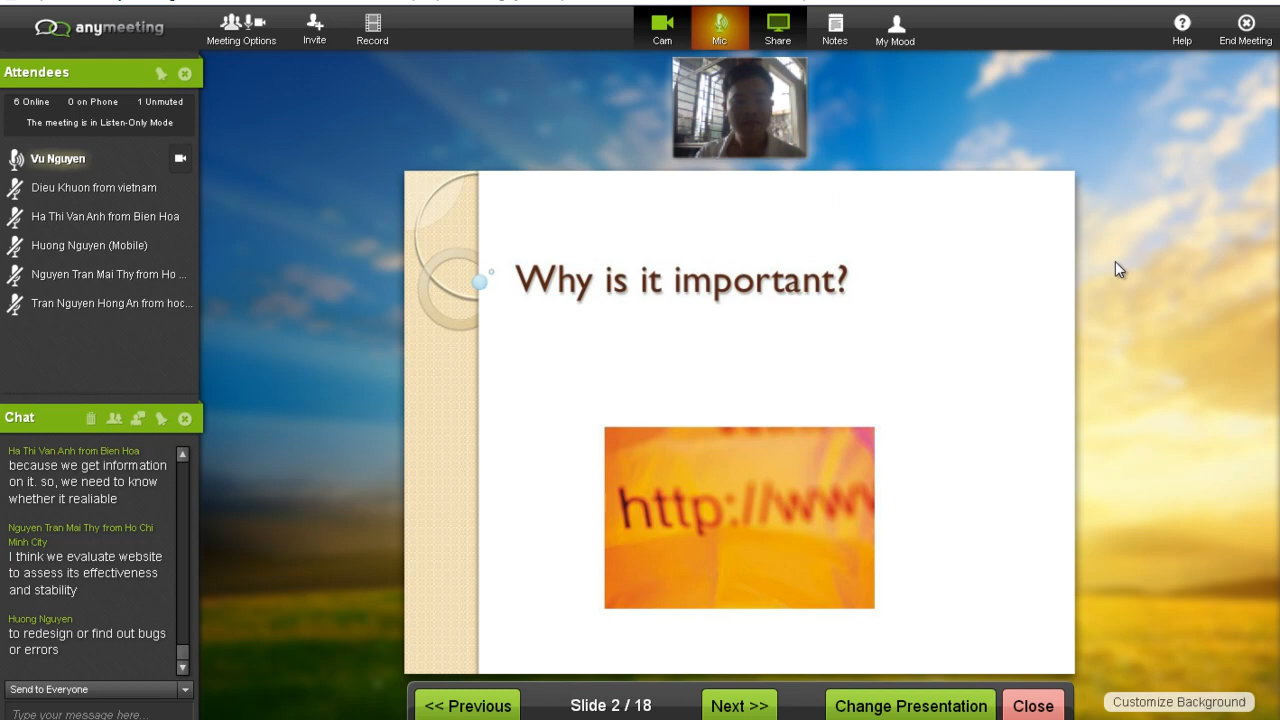 anymeeting
Meeting Options
Invite
Record
Cam
Mic
Share
Notes
My Mood
Help
End Meeting
Attendees
6 Online 0 on Phone 1 Unmuted
The meeting is in Listen-Only Mode
Vu Nguyen
Dieu Khuon from vietnam
Ha Thi Van Anh from Bien Hoa
Huong Nguyen (Mobile)
Nguyen Tran Mai Thy from Ho ...
Tran Nguyen Hong An from hoc...
Chat
Ha Thi Van Anh from Bien Hoa
because we get information
on it. so, we need to know
whether it realiable
Nguyen Tran Mai Thy from Ho Chi
Minh City
I think we evaluate website
to assess its effectiveness
and stability
Huong Nguyen
to redesign or find out bugs
or errors
Send to Everyone
Type your message here...
Why is it important?
http://www
<< Previous
Slide 2 / 18
Next >>
Change Presentation
Close
Customize Background